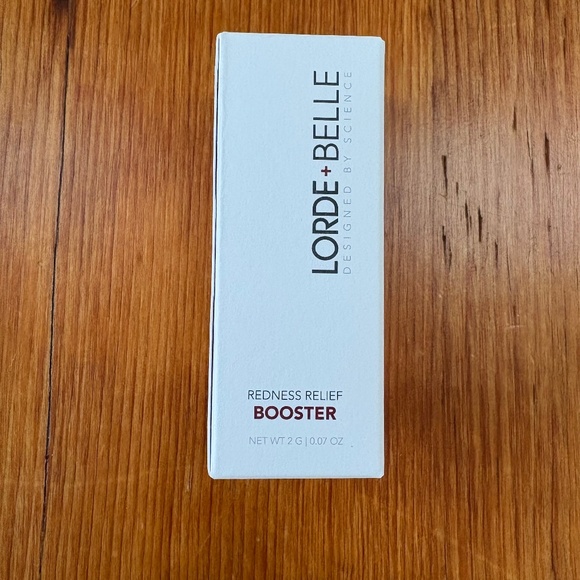 LORDE+BELLE
DESIGNED BY SCIENCE
REDNESS RELIEF
BOOSTER
NET WT 2 G | 0.07 OZ